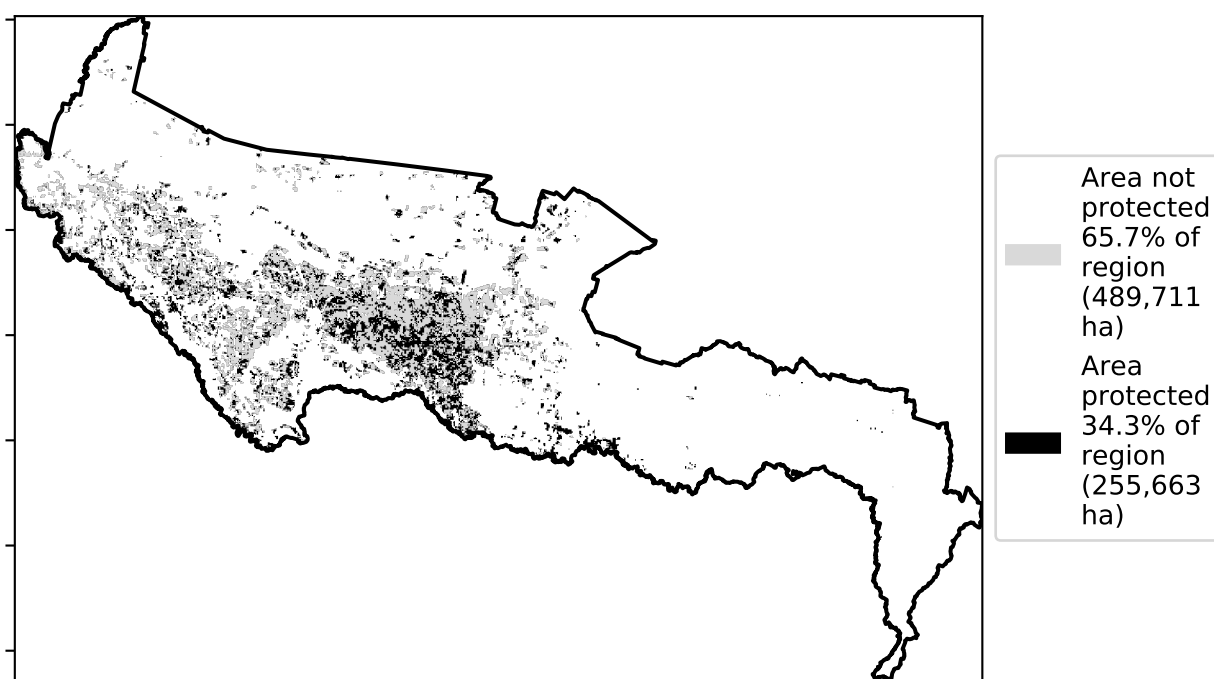 Area not
protected
65.7% of
region
(489,711
ha)
Area
protected
34.3% of
region
(255,663
ha)